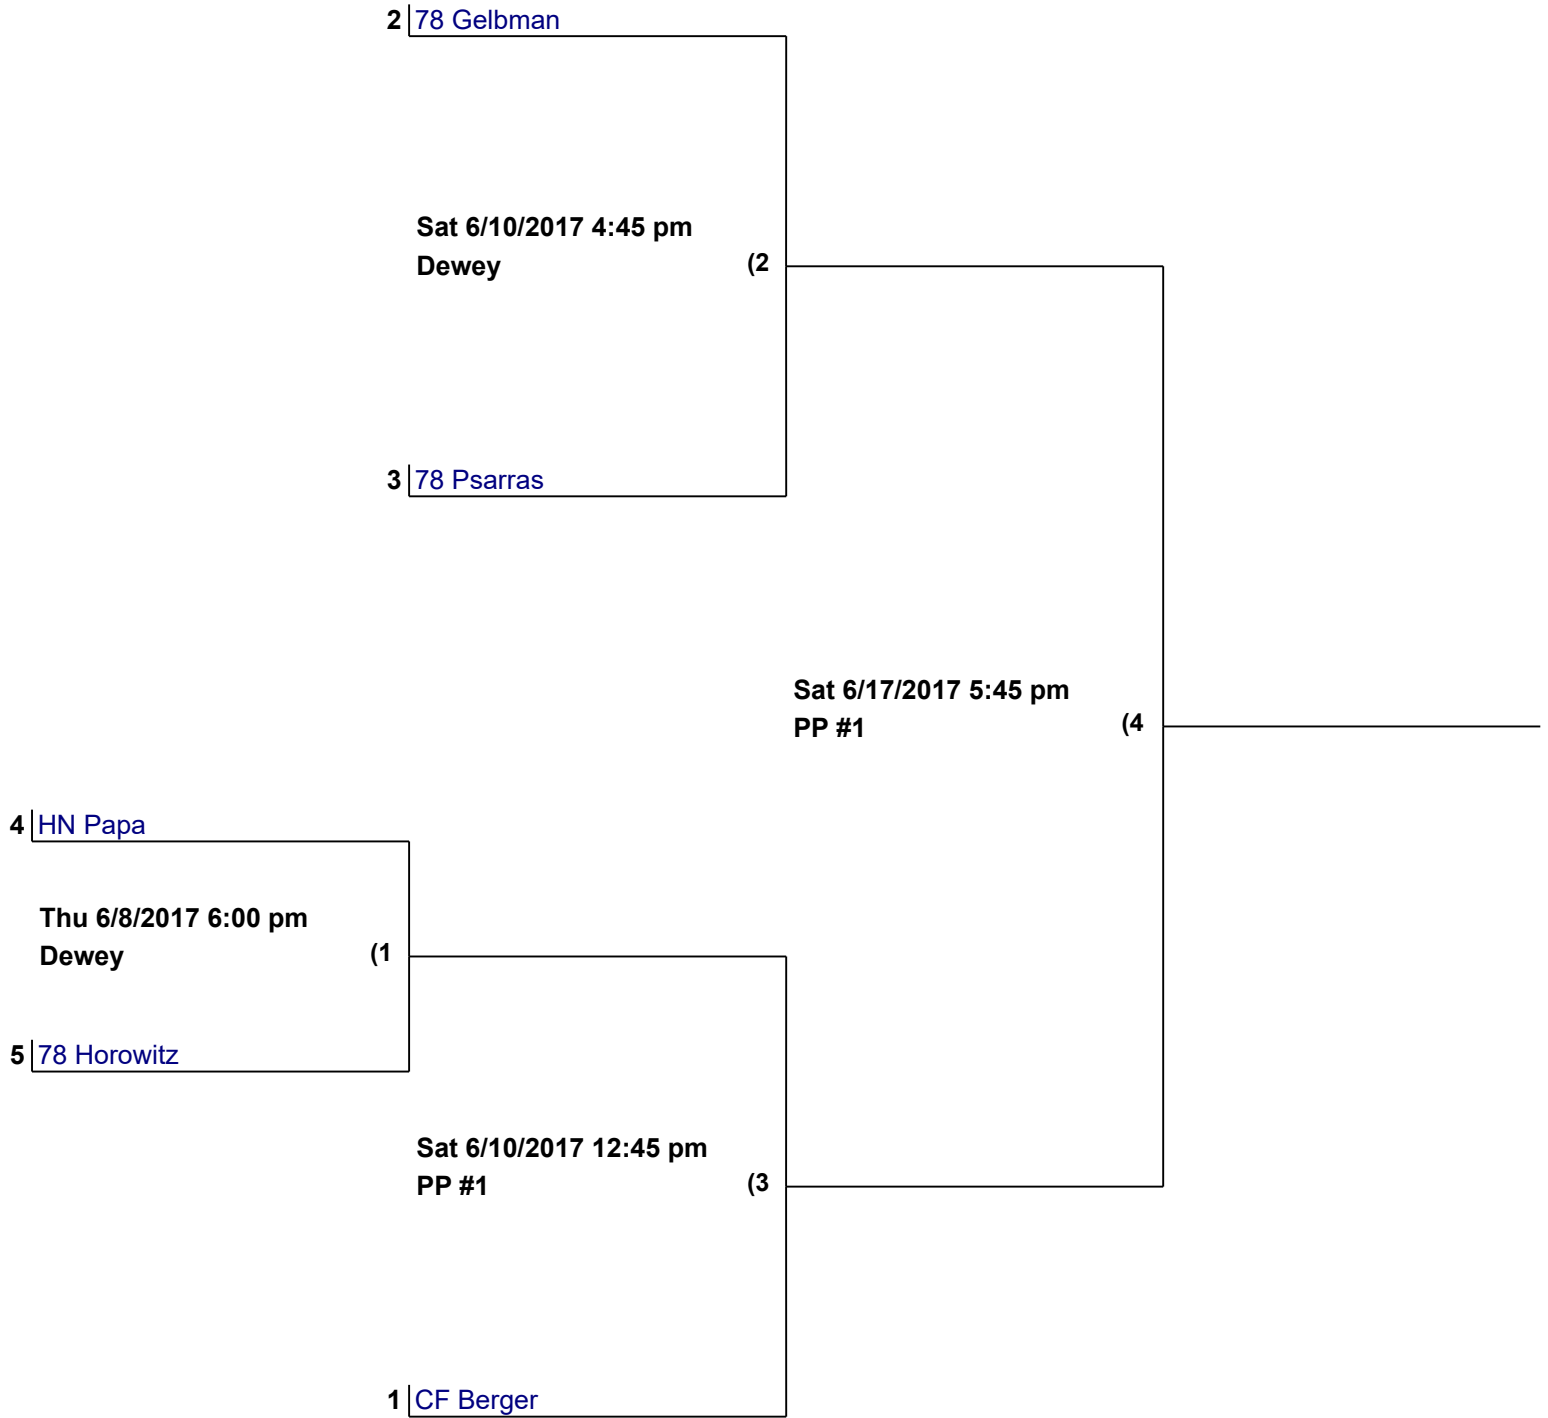 2 78 Gelbman
Sat 6/10/2017 4:45 pm
Dewey (2
3 78 Psarras
Sat 6/17/2017 5:45 pm
PP #1 (4
4 HN Papa
Thu 6/8/2017 6:00 pm
Dewey (1
5 78 Horowitz
Sat 6/10/2017 12:45 pm
PP #1 (3
1 CF Berger